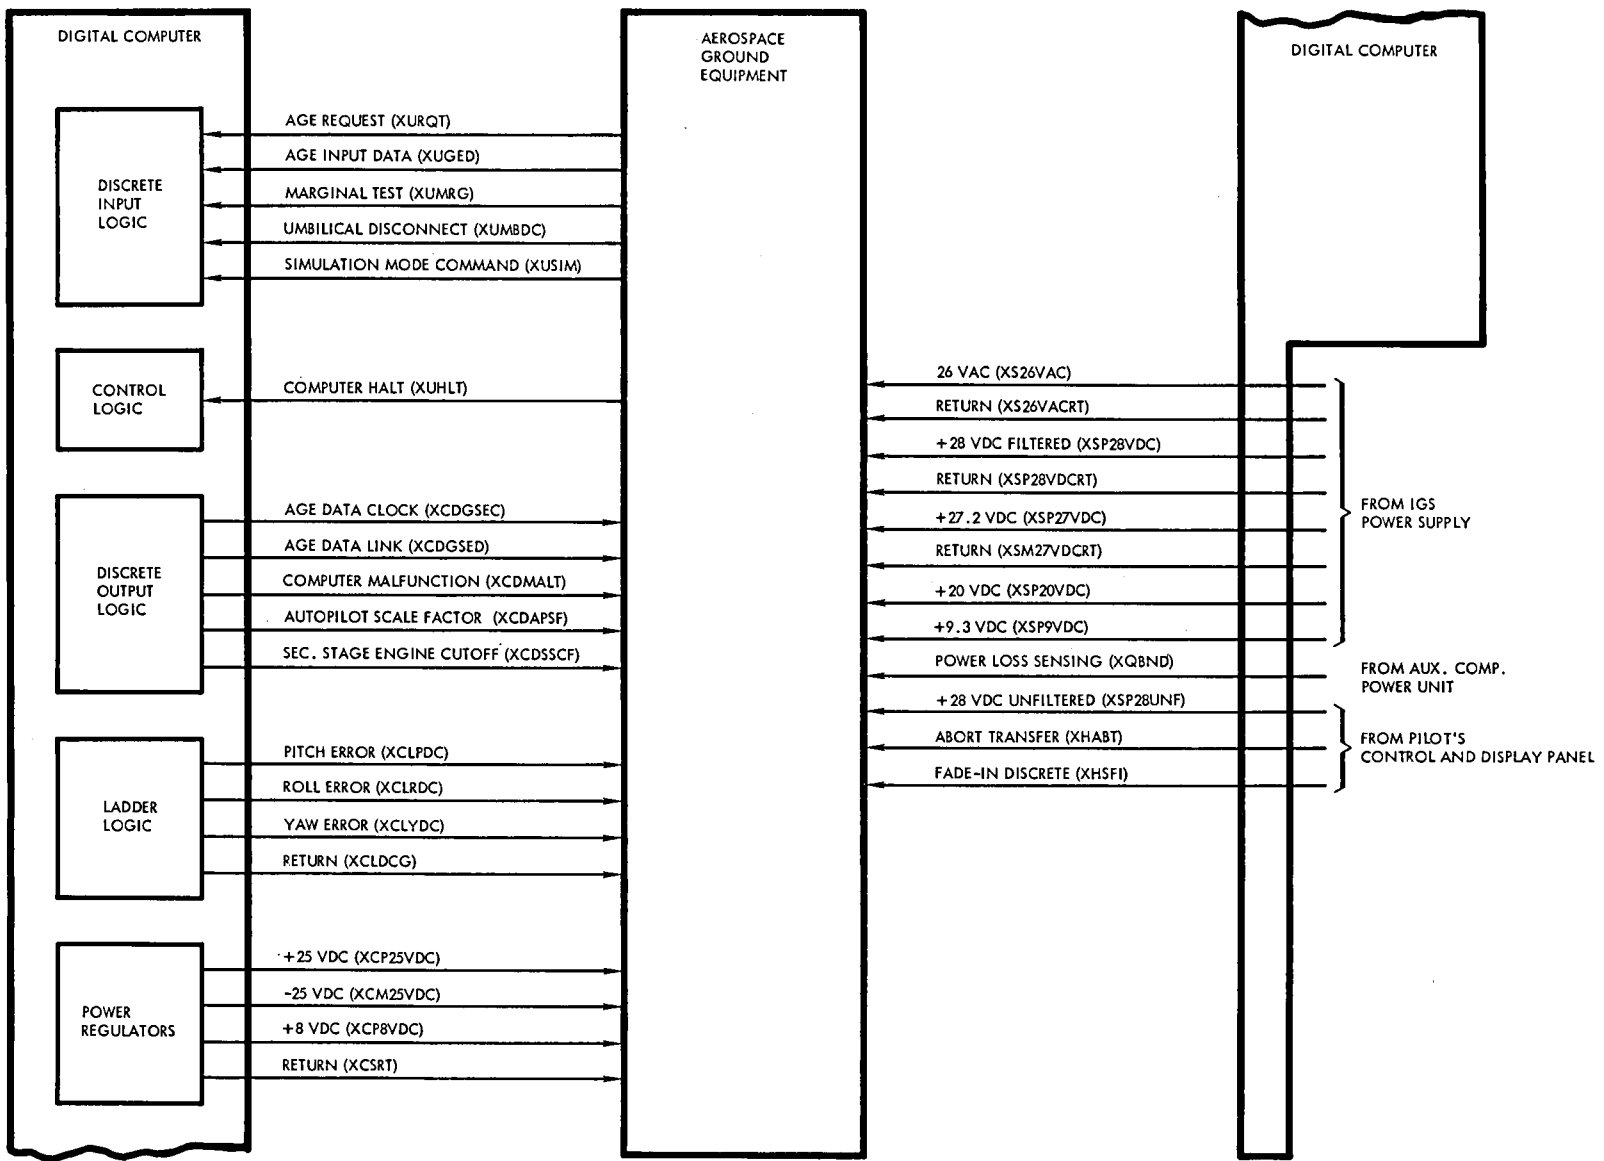 DIGITAL COMPUTER
DISCRETE
INPUT
LOGIC
CONTROL
LOGIC
DISCRETE
OUTPUT
LOGIC
LADDER
LOGIC
POWER
REGULATORS
AGE REQUEST (XURQT)
AGE INPUT DATA (XUGED)
MARGINAL TEST (XUMRG)
UMBILICAL DISCONNECT (XUMBDC)
SIMULATION MODE COMMAND (XUSIM)
COMPUTER HALT (XUHLT)
AGE DATA CLOCK (XCDGSEC)
AGE DATA LINK (XCDGSED)
COMPUTER MALFUNCTION (XCDMALT)
AUTOPILOT SCALE FACTOR (XCDAPSF)
SEC. STAGE ENGINE CUTOFF (XCDSSCF)
PITCH ERROR (XCLPDC)
ROLL ERROR (XCLRDC)
YAW ERROR (XCLYDC)
RETURN (XCLDCG)
+25 VDC (XCP25VDC)
-25 VDC (XCM25VDC)
+8 VDC (XCP8VDC)
RETURN (XCSRT)
AEROSPACE
GROUND
EQUIPMENT
26 VAC (XS26VAC)
RETURN (XS26VACRT)
+28 VDC FILTERED (XSP28VDC)
RETURN (XSP28VDCRT)
+27.2 VDC (XSP27VDC)
RETURN (XSM27VDCRT)
+20 VDC (XSP20VDC)
+9.3 VDC (XSP9VDC)
POWER LOSS SENSING (XQBND)
+28 VDC UNFILTERED (XSP28UNF)
ABORT TRANSFER (XHABT)
FADE-IN DISCRETE (XHSFI)
DIGITAL COMPUTER
FROM IGS
POWER SUPPLY
FROM AUX. COMP.
POWER UNIT
FROM PILOT'S
CONTROL AND DISPLAY PANEL